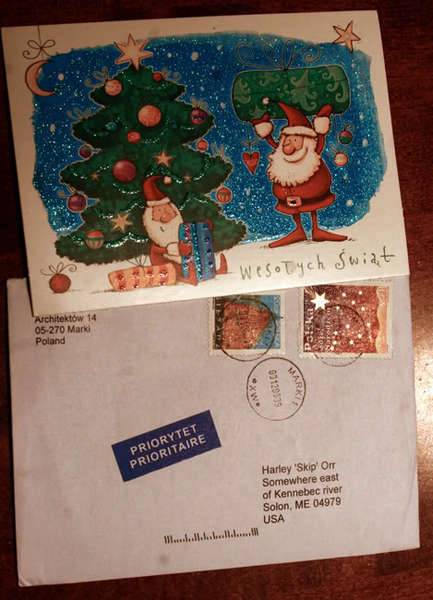 Wesołych Świąt
Architektów 14
05-270 Marki
Poland
PRIORYTET
PRIORITAIRE
MARKI
Harley 'Skip' Orr
Somewhere east
of Kennebec river
Solon, ME 04979
USA